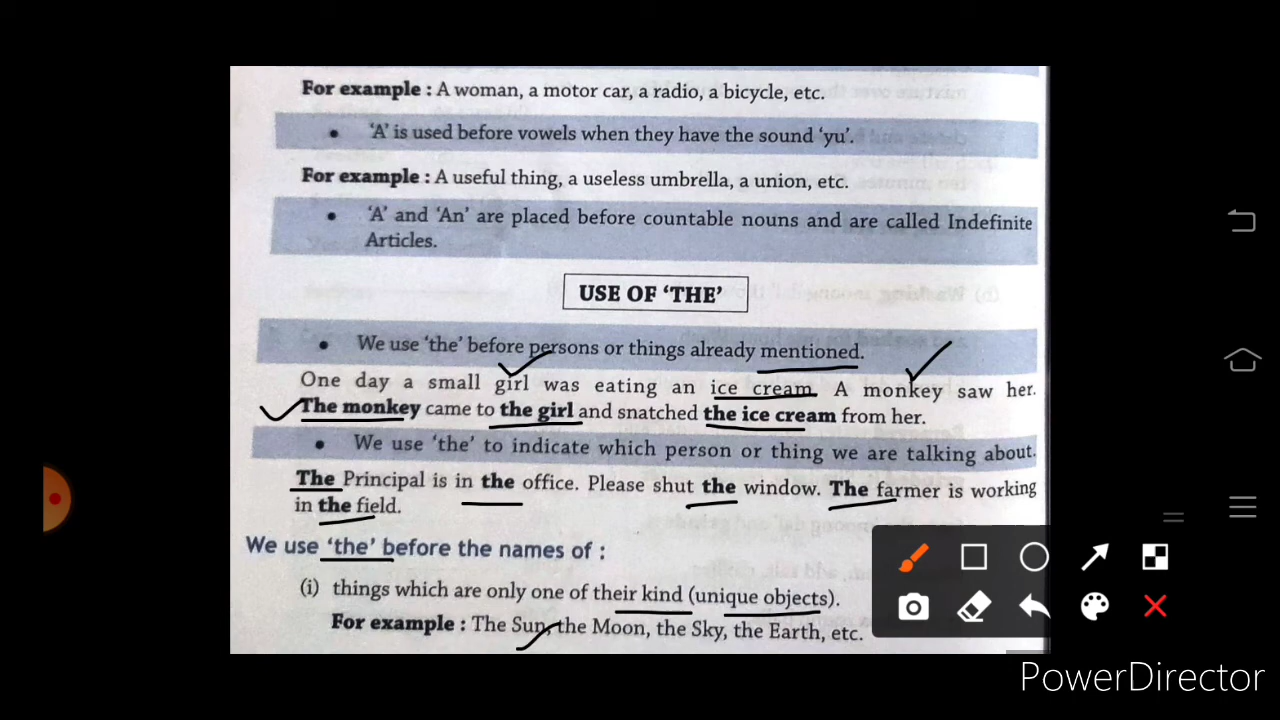 For example : A woman, a motor car, a radio, a bicycle, etc.
• 'A' is used before vowels when they have the sound 'yu'.
For example : A useful thing, a useless umbrella, a union, etc.
• 'A' and 'An' are placed before countable nouns and are called Indefinite
Articles.
USE OF 'THE'
• We use 'the' before persons or things already mentioned.
One day a small girl was eating an ice cream. A monkey saw her.
The monkey came to the girl and snatched the ice cream from her.
• We use 'the' to indicate which person or thing we are talking about.
The Principal is in the office. Please shut the window. The farmer is working
in the field.
We use 'the' before the names of :
(i) things which are only one of their kind (unique objects).
For example : The Sun, the Moon, the Sky, the Earth, etc.
PowerDirector